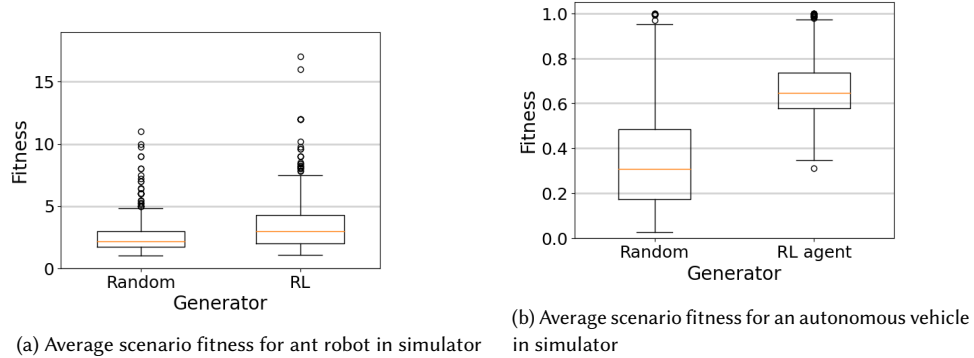 15
10
5
0
Fitness
Random
RL
Generator
(a) Average scenario fitness for ant robot in simulator
1.0
0.8
0.6
0.4
0.2
0.0
Fitness
Random
RL agent
Generator
(b) Average scenario fitness for an autonomous vehicle
in simulator